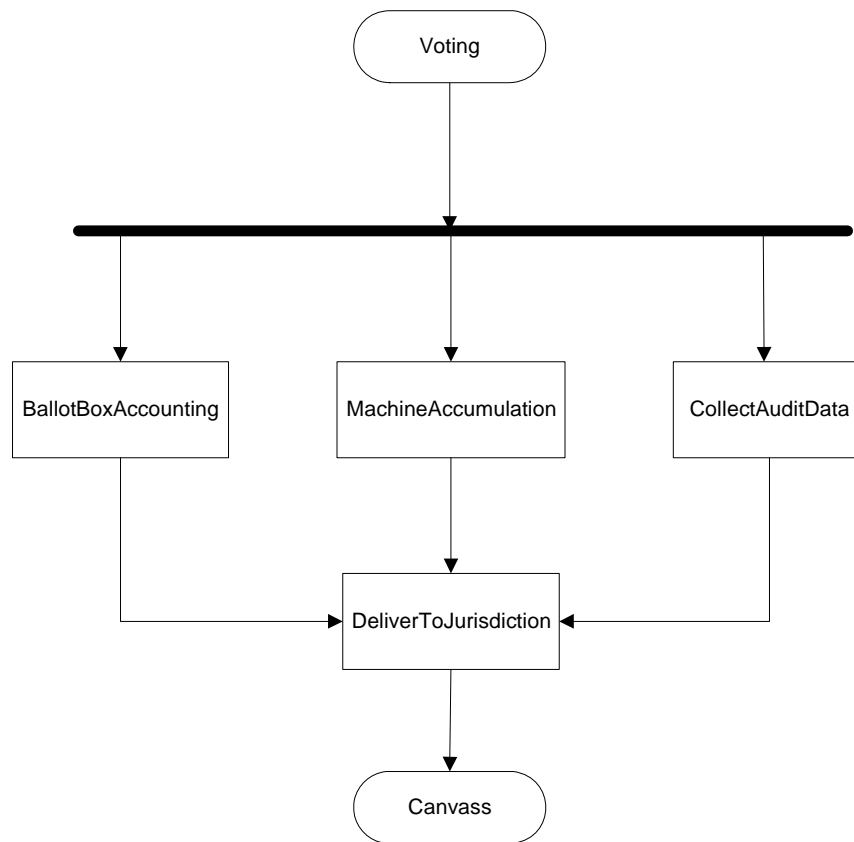 Voting
BallotBoxAccounting
MachineAccumulation
CollectAuditData
DeliverToJurisdiction
Canvass